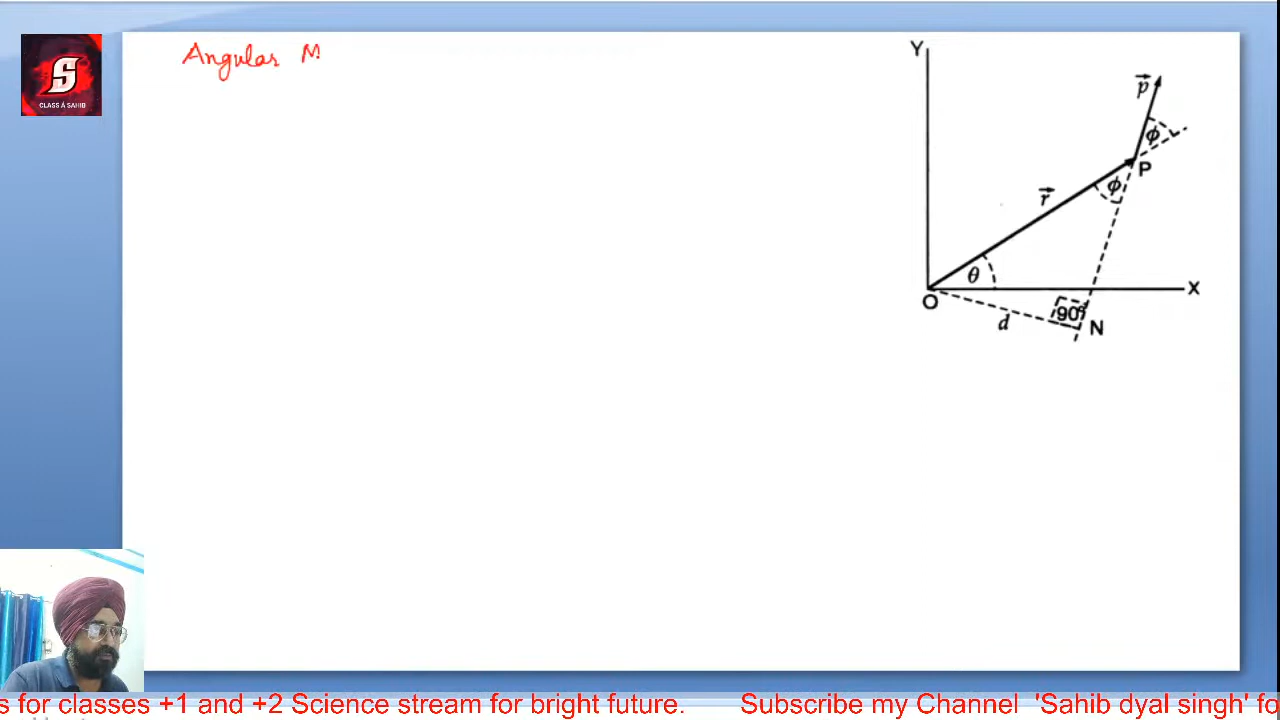 Angular M
Y
p
ϕ
P
ϕ
r
θ
X
O
90°
d
N
S
CLASS Á SAHIB
s for classes +1 and +2 Science stream for bright future. Subscribe my Channel 'Sahib dyal singh' fo